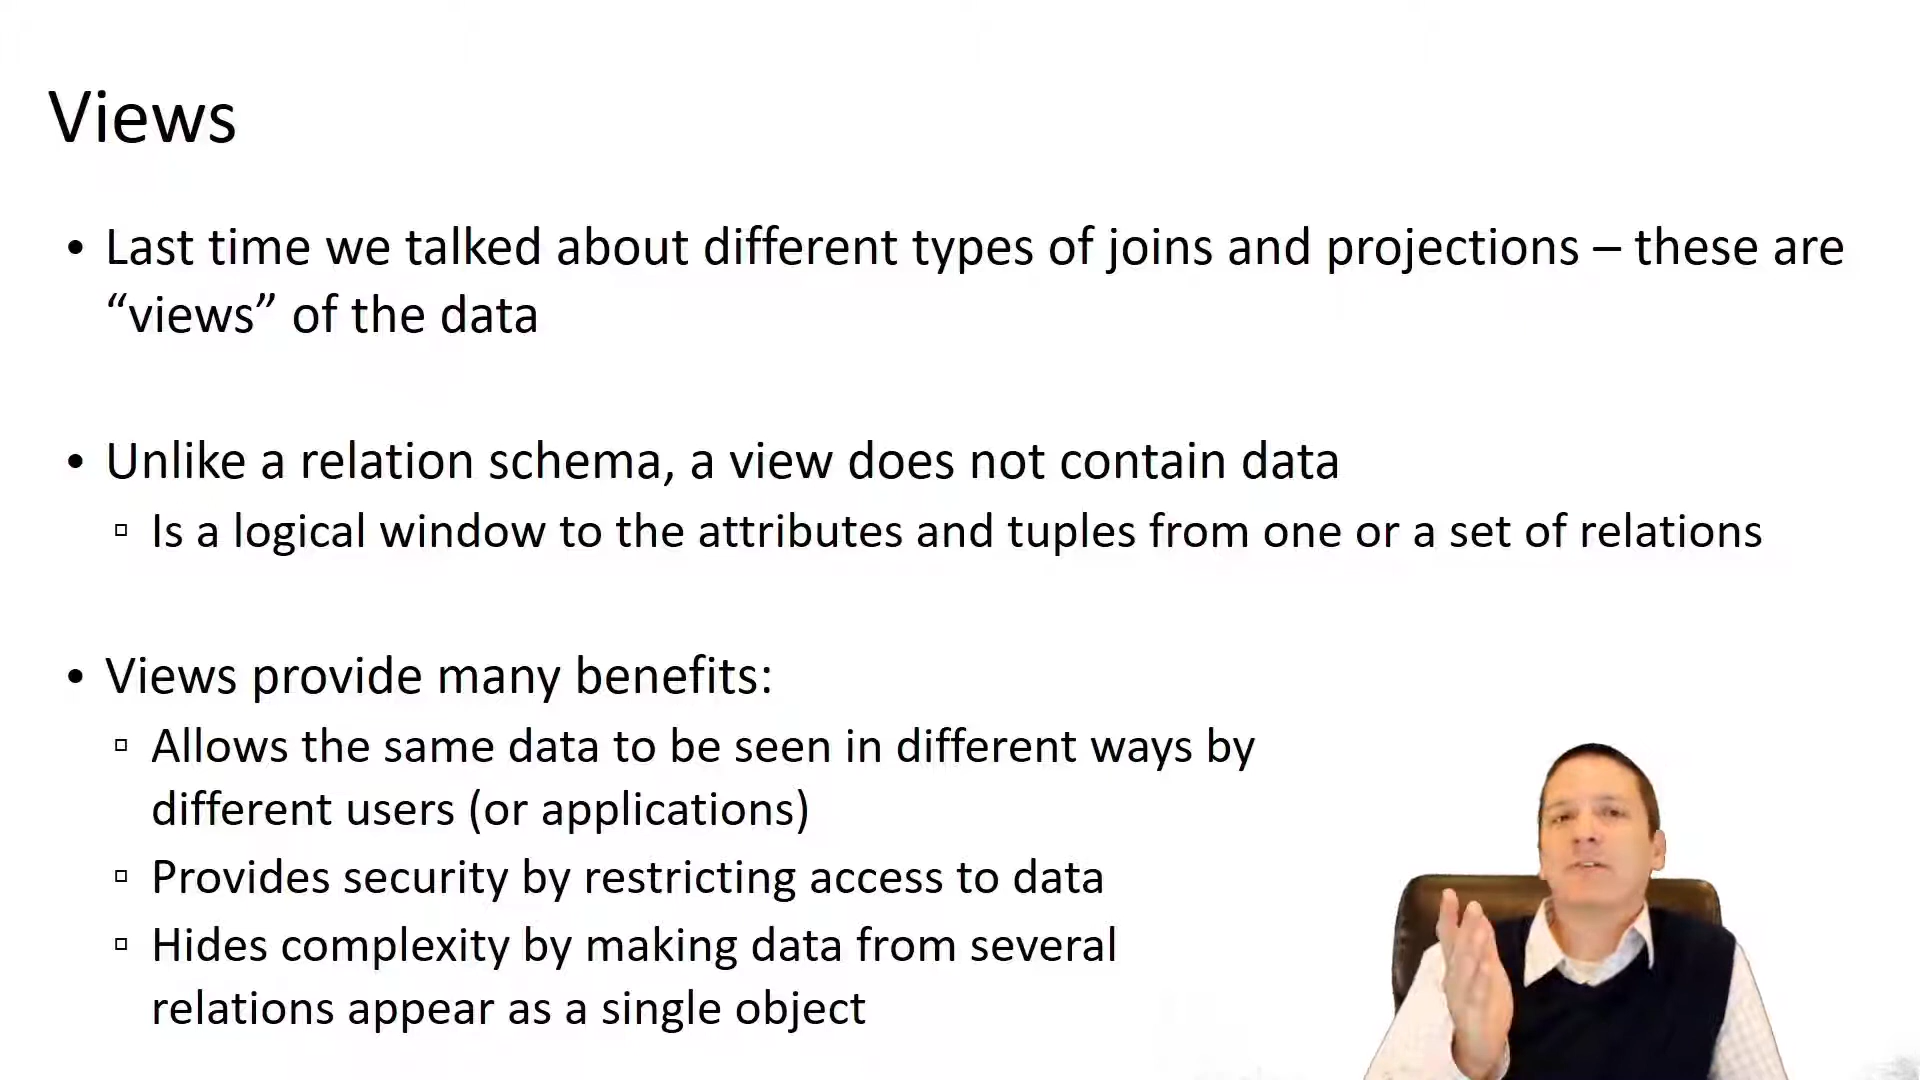 Views
• Last time we talked about different types of joins and projections – these are
“views” of the data
• Unlike a relation schema, a view does not contain data
▫ Is a logical window to the attributes and tuples from one or a set of relations
• Views provide many benefits:
▫ Allows the same data to be seen in different ways by
different users (or applications)
▫ Provides security by restricting access to data
▫ Hides complexity by making data from several
relations appear as a single object